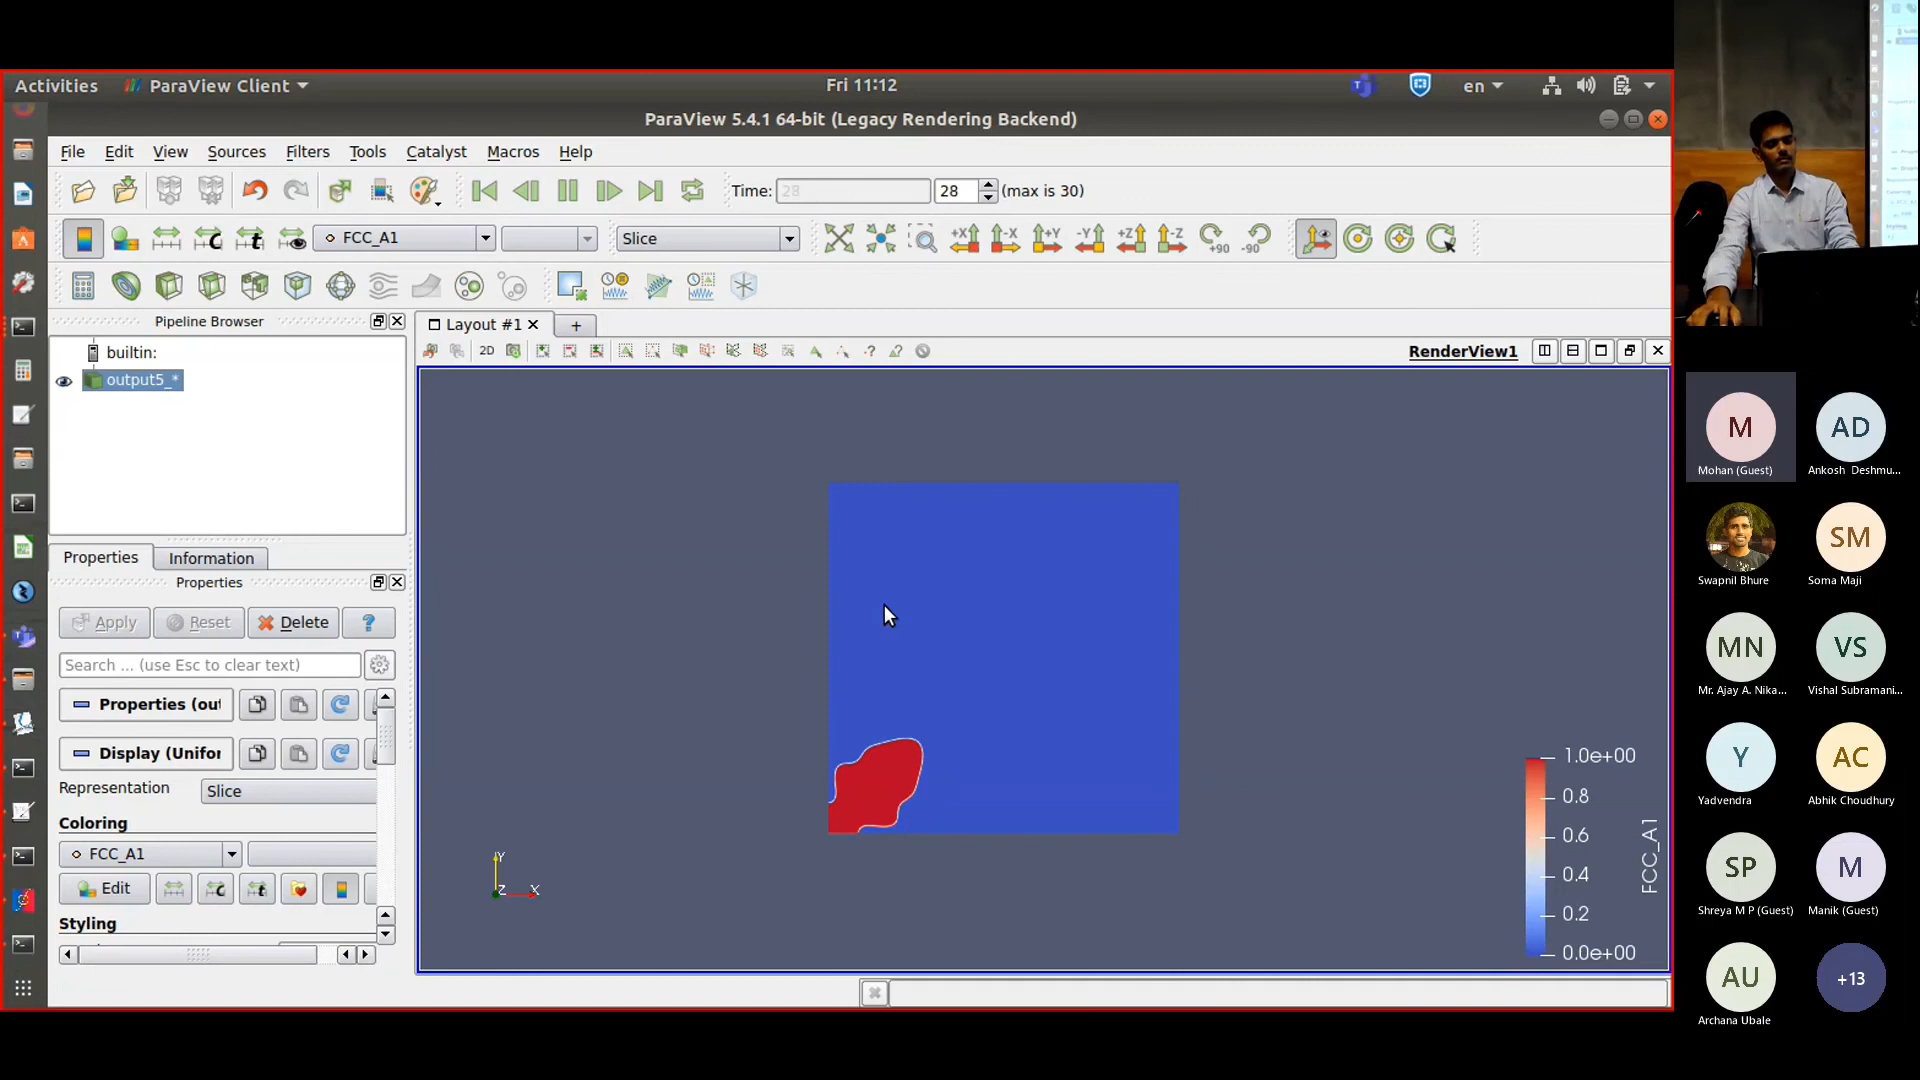 Activities
ParaView Client
Fri 11:12
en
ParaView 5.4.1 64-bit (Legacy Rendering Backend)
File Edit View Sources Filters Tools Catalyst Macros Help
Time: 28 28 (max is 30)
FCC_A1
Slice
+X -X +Y -Y +Z -Z +90 -90
Pipeline Browser
builtin:
output5_*
Layout #1
+
2D
RenderView1
Properties Information
Properties
Apply Reset Delete ?
Search ... (use Esc to clear text)
Properties (out
Display (Unifor
Representation Slice
Coloring
FCC_A1
Edit
Styling
Y
Z X
1.0e+00
0.8
0.6
0.4
0.2
0.0e+00
FCC_A1
M
Mohan (Guest)
AD
Ankosh Deshmu...
Swapnil Bhure
SM
Soma Maji
MN
Mr. Ajay A. Nika...
VS
Vishal Subramani...
Y
Yadvendra
AC
Abhik Choudhury
SP
Shreya M P (Guest)
M
Manik (Guest)
AU
Archana Ubale
+13